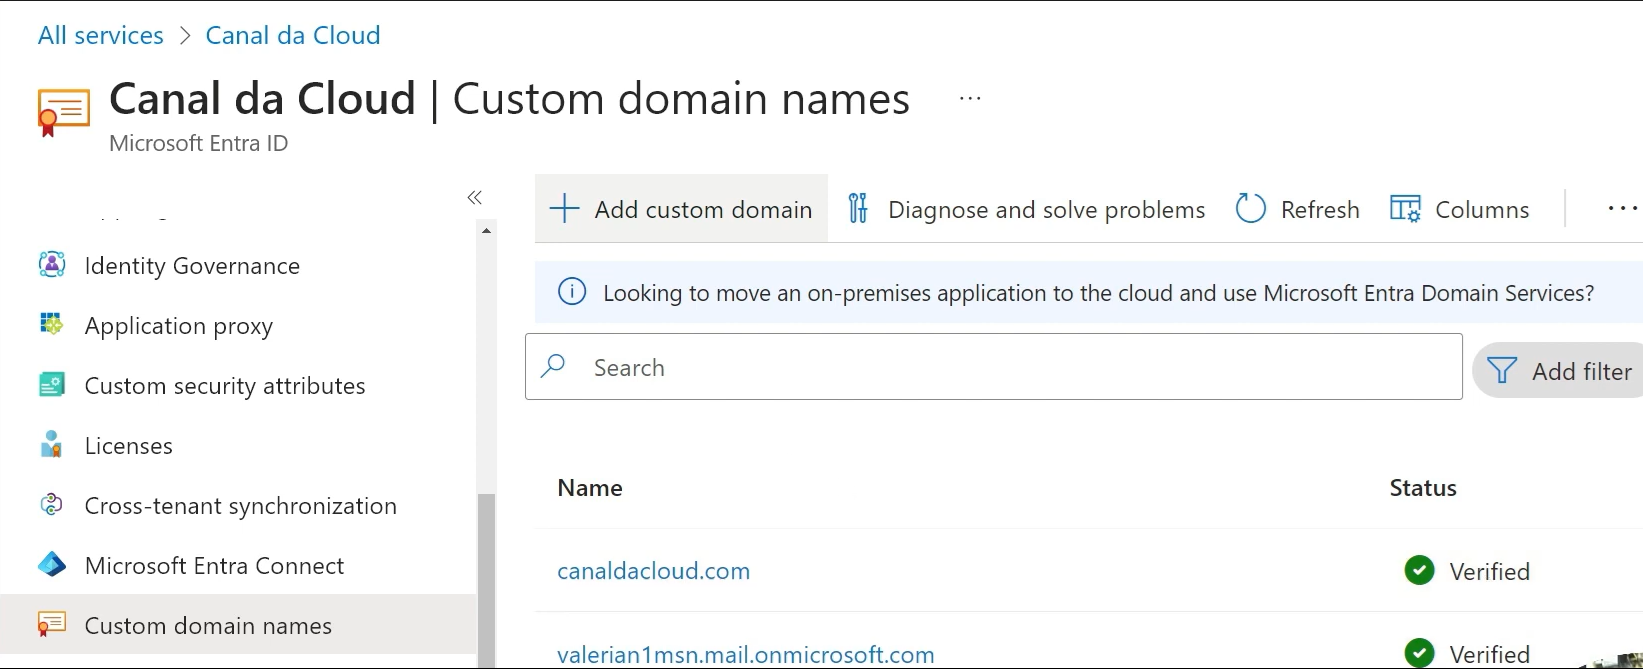 All services > Canal da Cloud
Canal da Cloud | Custom domain names ...
Microsoft Entra ID
Identity Governance
Application proxy
Custom security attributes
Licenses
Cross-tenant synchronization
Microsoft Entra Connect
Custom domain names
Add custom domain
Diagnose and solve problems
Refresh
Columns
Looking to move an on-premises application to the cloud and use Microsoft Entra Domain Services?
Search
Add filter
Name Status
canaldacloud.com Verified
valerian1msn.mail.onmicrosoft.com Verified